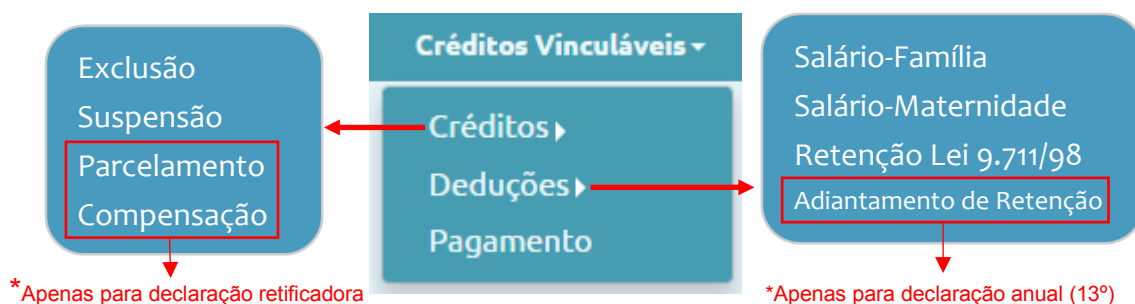 Exclusão
Suspensão
Parcelamento
Compensação
*Apenas para declaração retificadora
Créditos Vinculáveis
Créditos
Deduções
Pagamento
Salário-Família
Salário-Maternidade
Retenção Lei 9.711/98
Adiantamento de Retenção
*Apenas para declaração anual (13º)